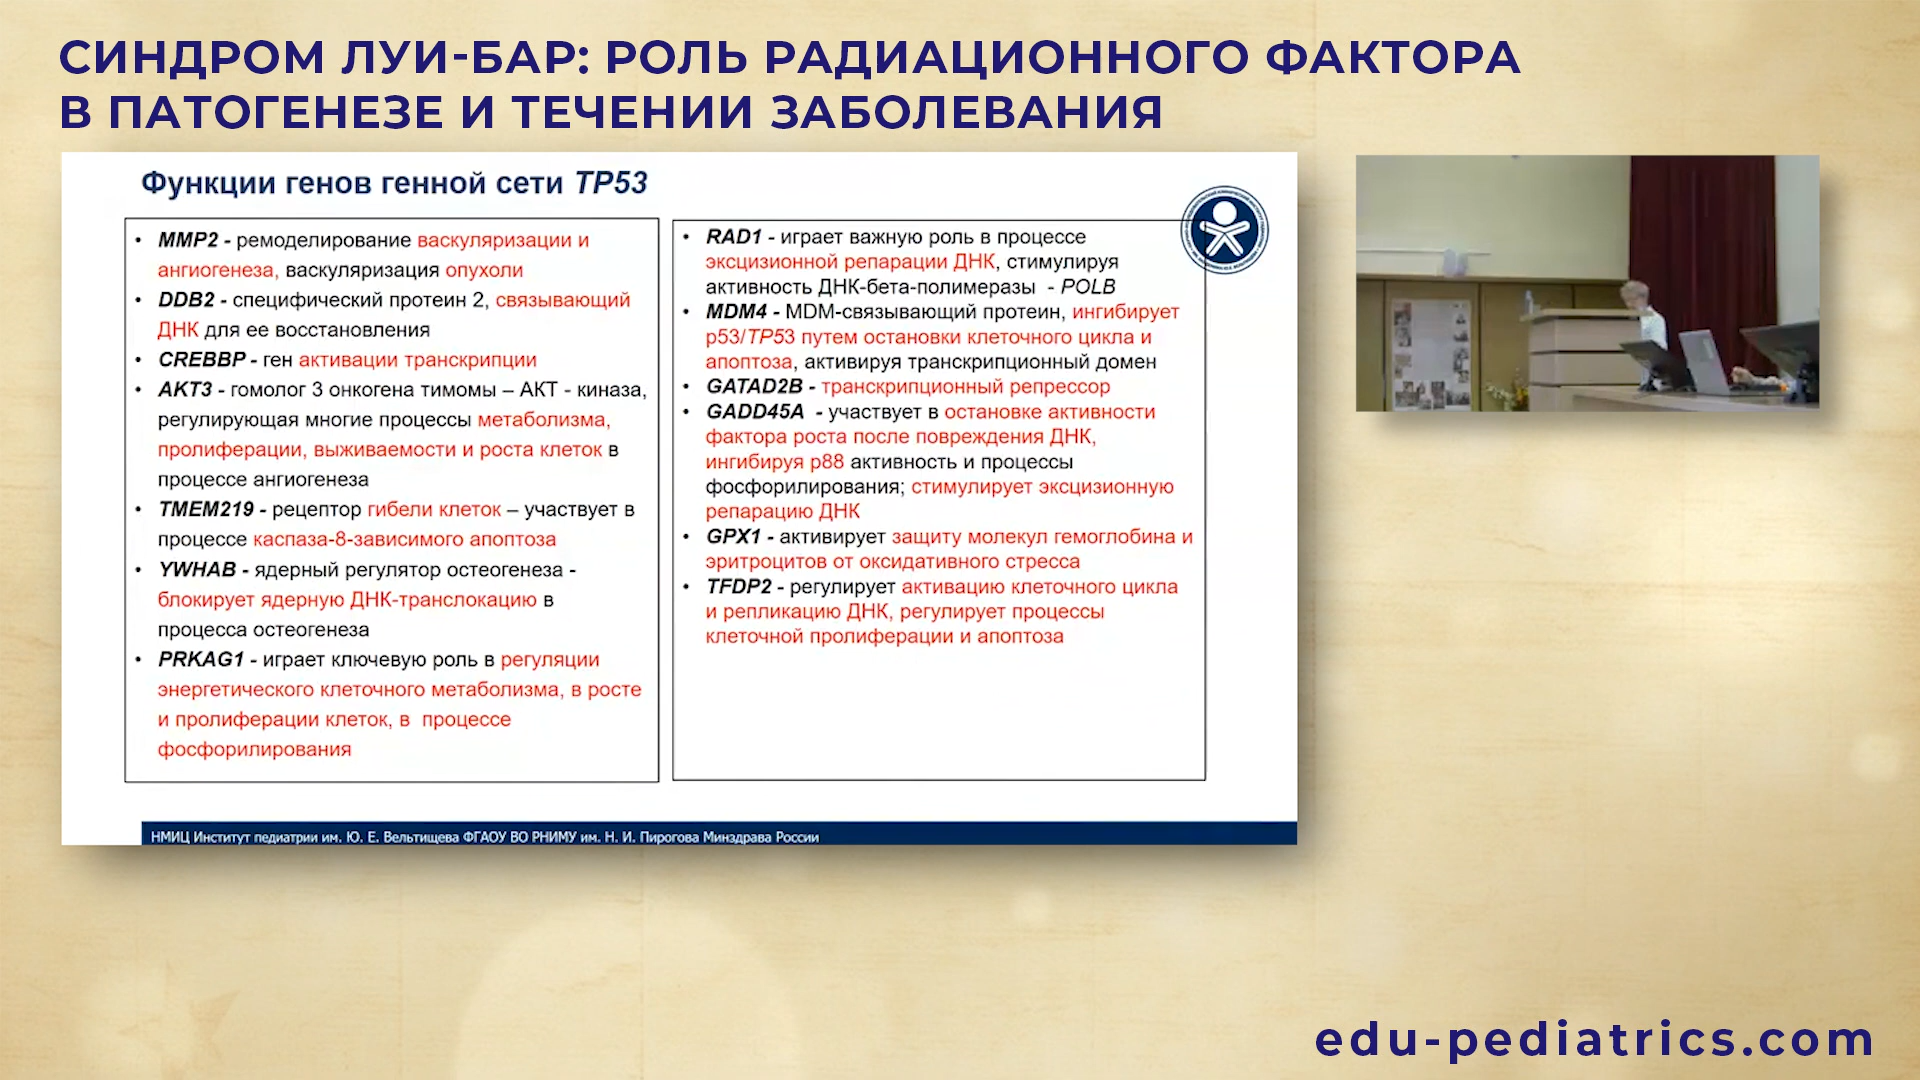 СИНДРОМ ЛУИ-БАР: РОЛЬ РАДИАЦИОННОГО ФАКТОРА
В ПАТОГЕНЕЗЕ И ТЕЧЕНИИ ЗАБОЛЕВАНИЯ
Функции генов генной сети TP53
• MMP2 - ремоделирование васкуляризации и
ангиогенеза, васкуляризация опухоли
• DDB2 - специфический протеин 2, связывающий
ДНК для ее восстановления
• CREBBP - ген активации транскрипции
• AKT3 - гомолог 3 онкогена тимомы – АКТ - киназа,
регулирующая многие процессы метаболизма,
пролиферации, выживаемости и роста клеток в
процессе ангиогенеза
• TMEM219 - рецептор гибели клеток – участвует в
процессе каспаза-8-зависимого апоптоза
• YWHAB - ядерный регулятор остеогенеза -
блокирует ядерную ДНК-транслокацию в
процесса остеогенеза
• PRKAG1 - играет ключевую роль в регуляции
энергетического клеточного метаболизма, в росте
и пролиферации клеток, в процессе
фосфорилирования
• RAD1 - играет важную роль в процессе
эксцизионной репарации ДНК, стимулируя
активность ДНК-бета-полимеразы - POLB
• MDM4 - MDM-связывающий протеин, ингибирует
p53/TP53 путем остановки клеточного цикла и
апоптоза, активируя транскрипционный домен
• GATAD2B - транскрипционный репрессор
• GADD45A - участвует в остановке активности
фактора роста после повреждения ДНК,
ингибируя p88 активность и процессы
фосфорилирования; стимулирует эксцизионную
репарацию ДНК
• GPX1 - активирует защиту молекул гемоглобина и
эритроцитов от оксидативного стресса
• TFDP2 - регулирует активацию клеточного цикла
и репликацию ДНК, регулирует процессы
клеточной пролиферации и апоптоза
НМИЦ Институт педиатрии им. Ю. Е. Вельтищева ФГАОУ ВО РНИМУ им. Н. И. Пирогова Минздрава России
edu-pediatrics.com